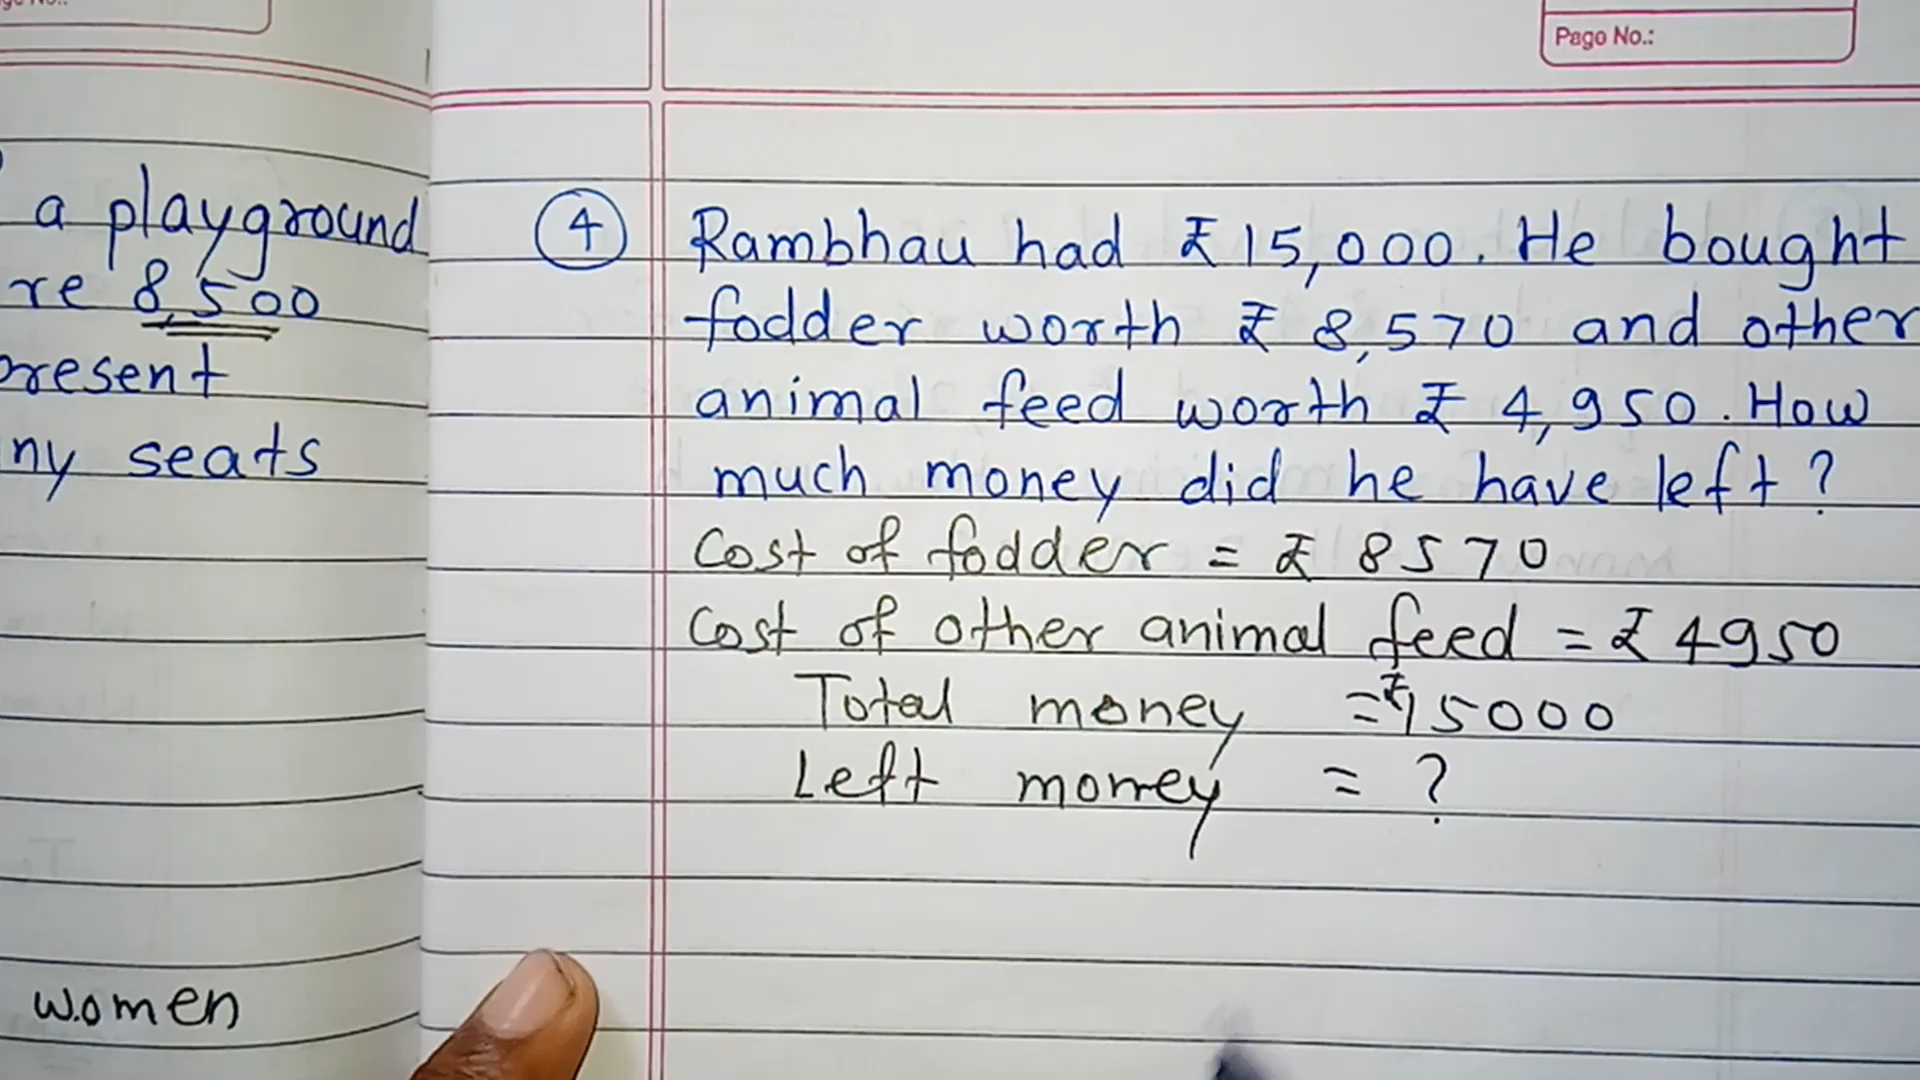 Pago No.:
a playground
re 8,500
present
ny seats
women
4 Rambhau had ₹15,000. He bought
fodder worth ₹ 8,570 and other
animal feed worth ₹ 4,950. How
much money did he have left?
Cost of fodder = ₹ 8570
Cost of other animal feed = ₹ 4950
Total money = ₹15000
Left money = ?